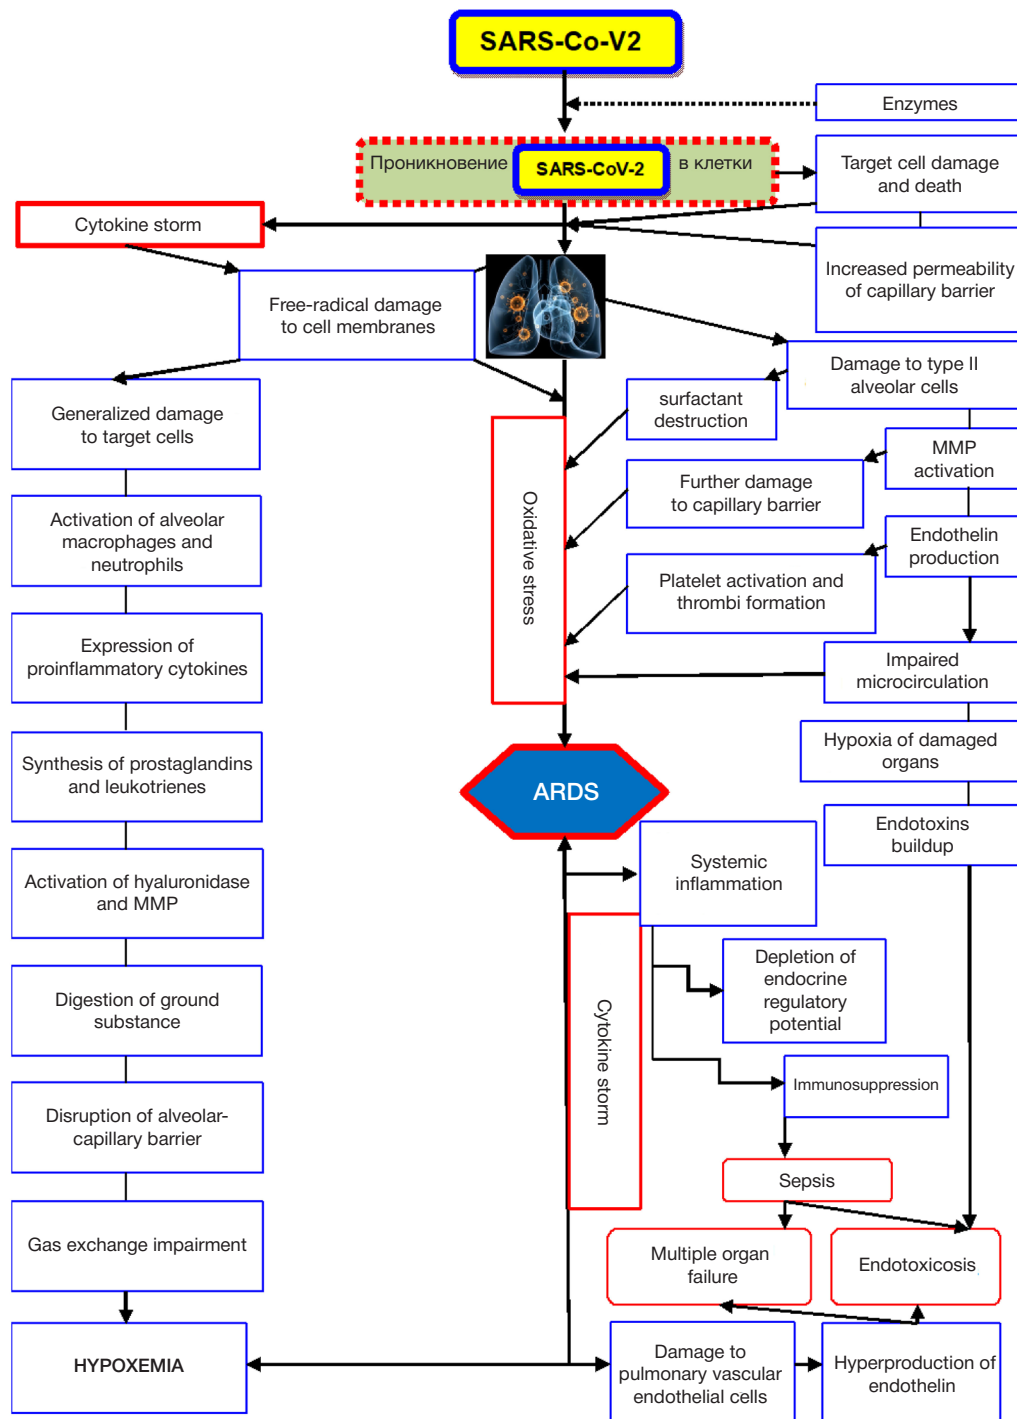 SARS-Co-V2
Enzymes
Проникновение
SARS-CoV-2
в клетки
Target cell damage
and death
Cytokine storm
Increased permeability
of capillary barrier
Free-radical damage
to cell membranes
Damage to type II
alveolar cells
surfactant
destruction
Generalized damage
to target cells
MMP
activation
Further damage
to capillary barrier
Oxidative stress
Activation of alveolar
macrophages and
neutrophils
Endothelin
production
Platelet activation and
thrombi formation
Expression of
proinflammatory cytokines
Impaired
microcirculation
Hypoxia of damaged
organs
Synthesis of prostaglandins
and leukotrienes
ARDS
Endotoxins
buildup
Systemic
inflammation
Activation of hyaluronidase
and MMP
Depletion of
endocrine
regulatory
potential
Digestion of ground
substance
Cytokine storm
Immunosuppression
Disruption of alveolar-
capillary barrier
Sepsis
Gas exchange impairment
Multiple organ
failure
Endotoxicosis
HYPOXEMIA
Damage to
pulmonary vascular
endothelial cells
Hyperproduction of
endothelin